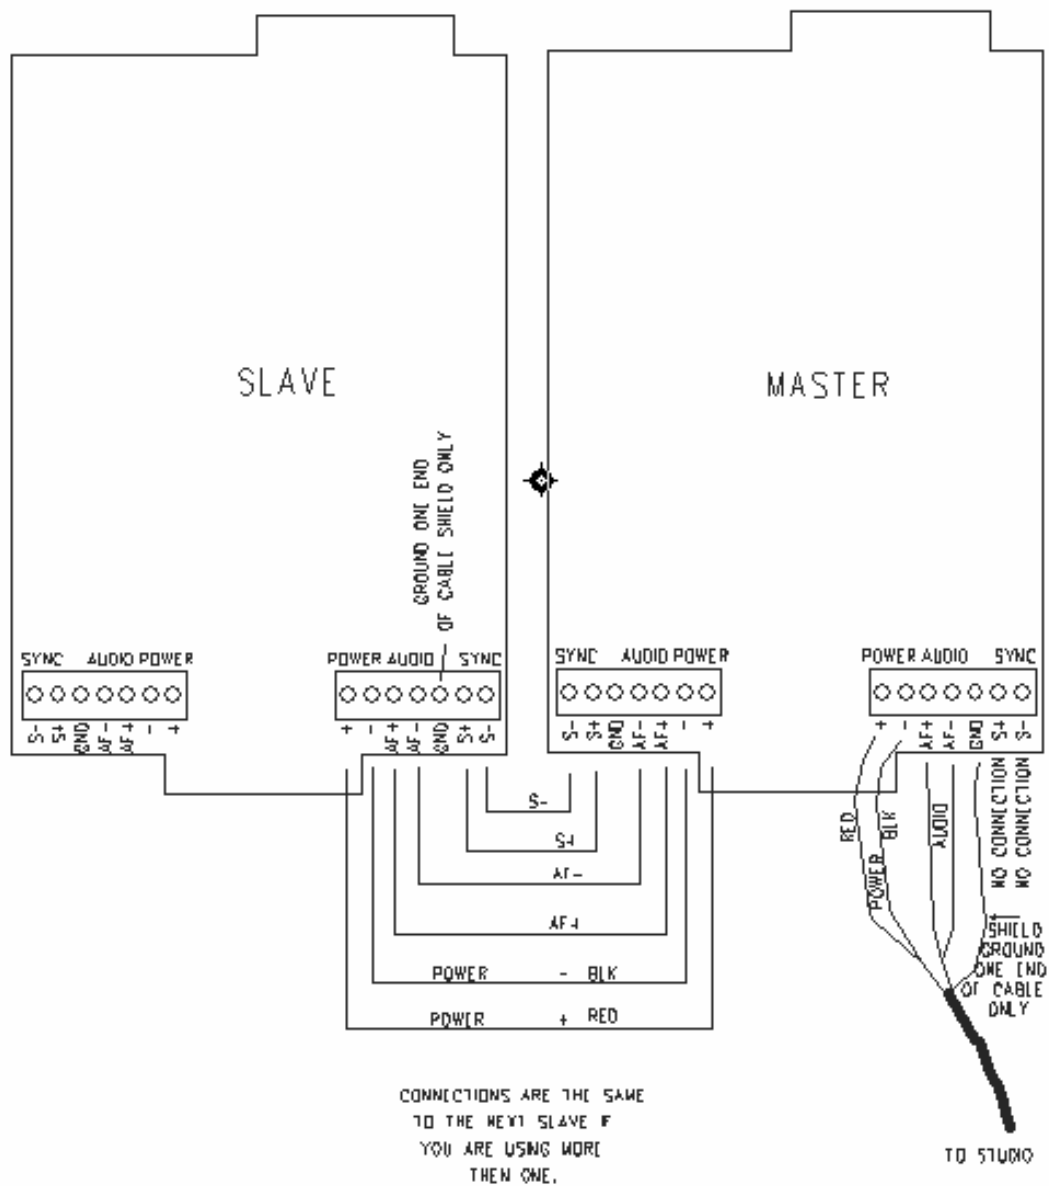 SLAVE
MASTER
GROUND ONE END
OF CABLE SHIELD ONLY
SYNC AUDIO POWER
POWER AUDIO SYNC
SYNC AUDIO POWER
POWER AUDIO SYNC
S- S+ GND AF- AF+ - +
+ - AF+ AF- GND S+ S-
S- S+ GND AF- AF+ - +
+ - AF+ AF- GND S+ S-
S-
S+
AF-
AF+
POWER - BLK
POWER + RED
RED
POWER
BLK
AUDIO
NO CONNECTION
NO CONNECTION
SHIELD
GROUND
ONE END
OF CABLE
ONLY
CONNECTIONS ARE THE SAME
TO THE NEXT SLAVE IF
YOU ARE USING MORE
THEN ONE.
TO STUDIO